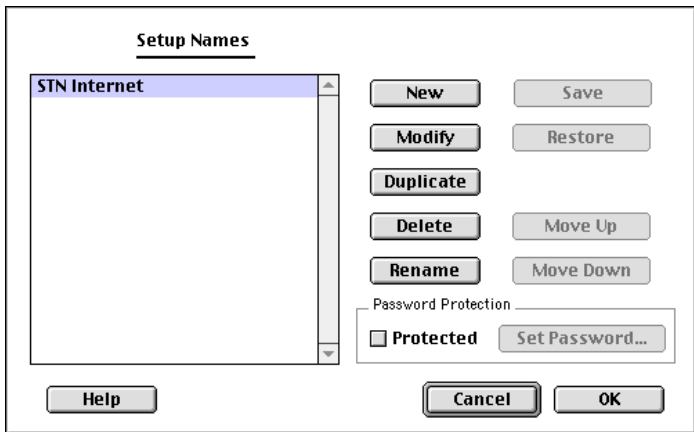 Setup Names
STN Internet
New
Save
Modify
Restore
Duplicate
Delete
Move Up
Rename
Move Down
Password Protection
Protected
Set Password...
Help
Cancel
OK